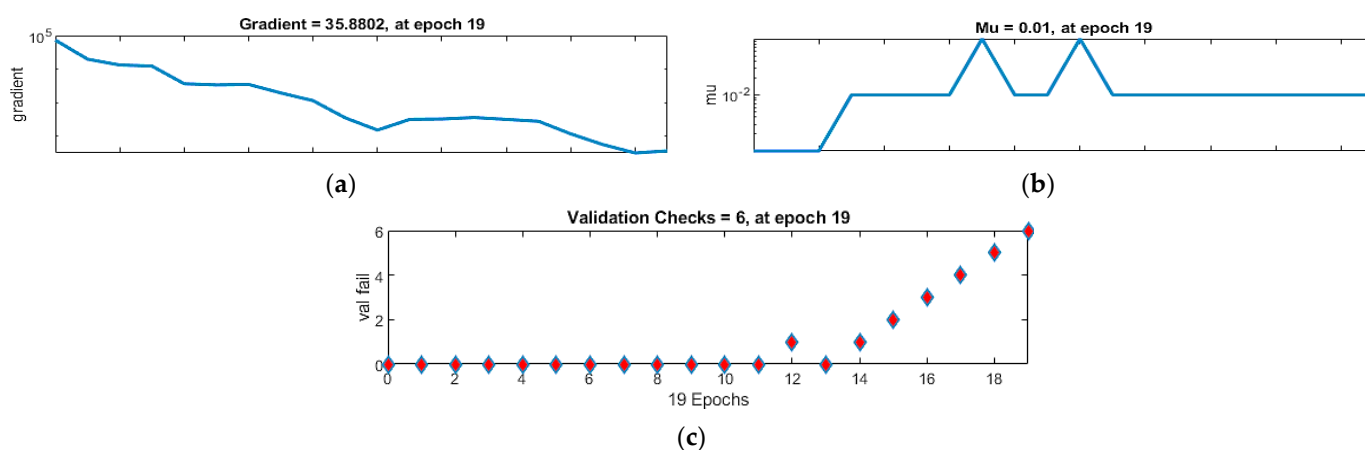 Gradient = 35.8802, at epoch 19
10^5
gradient
(a)
Mu = 0.01, at epoch 19
10^-2
mu
(b)
Validation Checks = 6, at epoch 19
6
4
2
0
val fail
0 2 4 6 8 10 12 14 16 18
19 Epochs
(c)